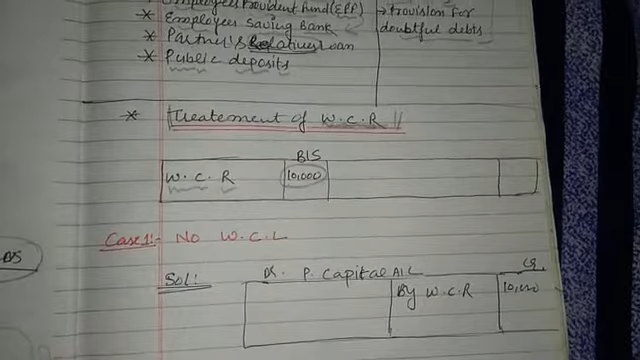 Employees Provident Fund (EPF)
* Employees Saving Bank
* Partner's Relatives Loan
* Public deposits
→ Provision For
doubtful debts
* Treatement of W.C.R
B/S
W.C.R 10,000
Case 1:- No W.C.L
B/S
Sol:
Dr. P. Capital A/C Cr.
By W.C.R 10,000